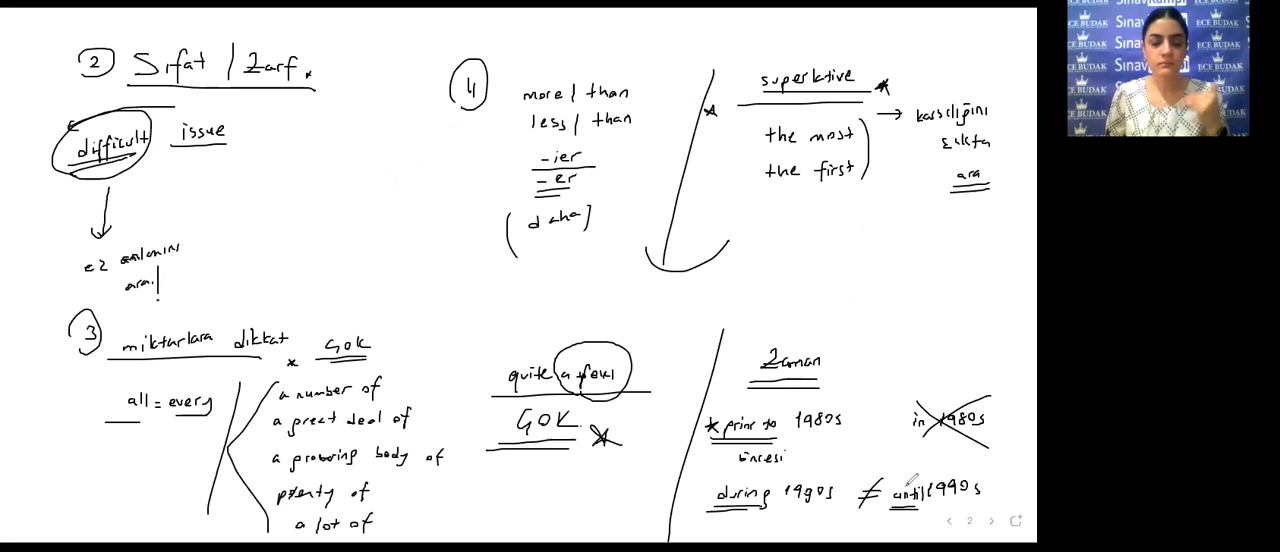 2 Sıfat / Zarf.
difficult issue
ez anlamını
ara!
3 miktarlara dikkat * ÇOK
all = every
a number of
a great deal of
a growing body of
plenty of
a lot of
quite a few
ÇOK *
4
more / than
less / than
-ier
-er
(daha)
superlative *
the most
the first
→ karşılığını
şıkta
ara
Zaman
* prior to 1980s
öncesi
in 1980s
during 1990s ≠ until 1990s
< 2 >
ECE BUDAK
Sınav